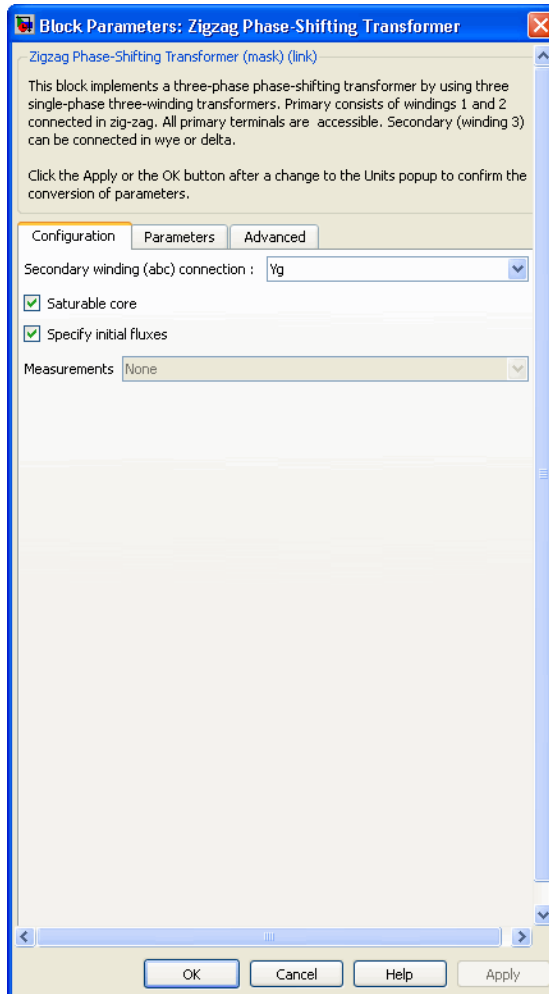 Block Parameters: Zigzag Phase-Shifting Transformer
Zigzag Phase-Shifting Transformer (mask) (link)
This block implements a three-phase phase-shifting transformer by using three
single-phase three-winding transformers. Primary consists of windings 1 and 2
connected in zig-zag. All primary terminals are accessible. Secondary (winding 3)
can be connected in wye or delta.
Click the Apply or the OK button after a change to the Units popup to confirm the
conversion of parameters.
Configuration Parameters Advanced
Secondary winding (abc) connection : Yg
Saturable core
Specify initial fluxes
Measurements None
OK Cancel Help Apply